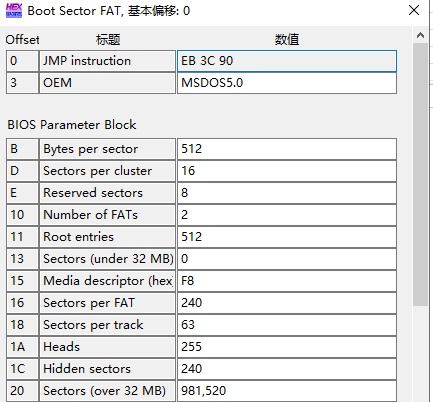 Boot Sector FAT, 基本偏移: 0
Offset 标题 数值
0 JMP instruction EB 3C 90
3 OEM MSDOS5.0
BIOS Parameter Block
B Bytes per sector 512
D Sectors per cluster 16
E Reserved sectors 8
10 Number of FATs 2
11 Root entries 512
13 Sectors (under 32 MB) 0
15 Media descriptor (hex) F8
16 Sectors per FAT 240
18 Sectors per track 63
1A Heads 255
1C Hidden sectors 240
20 Sectors (over 32 MB) 981,520